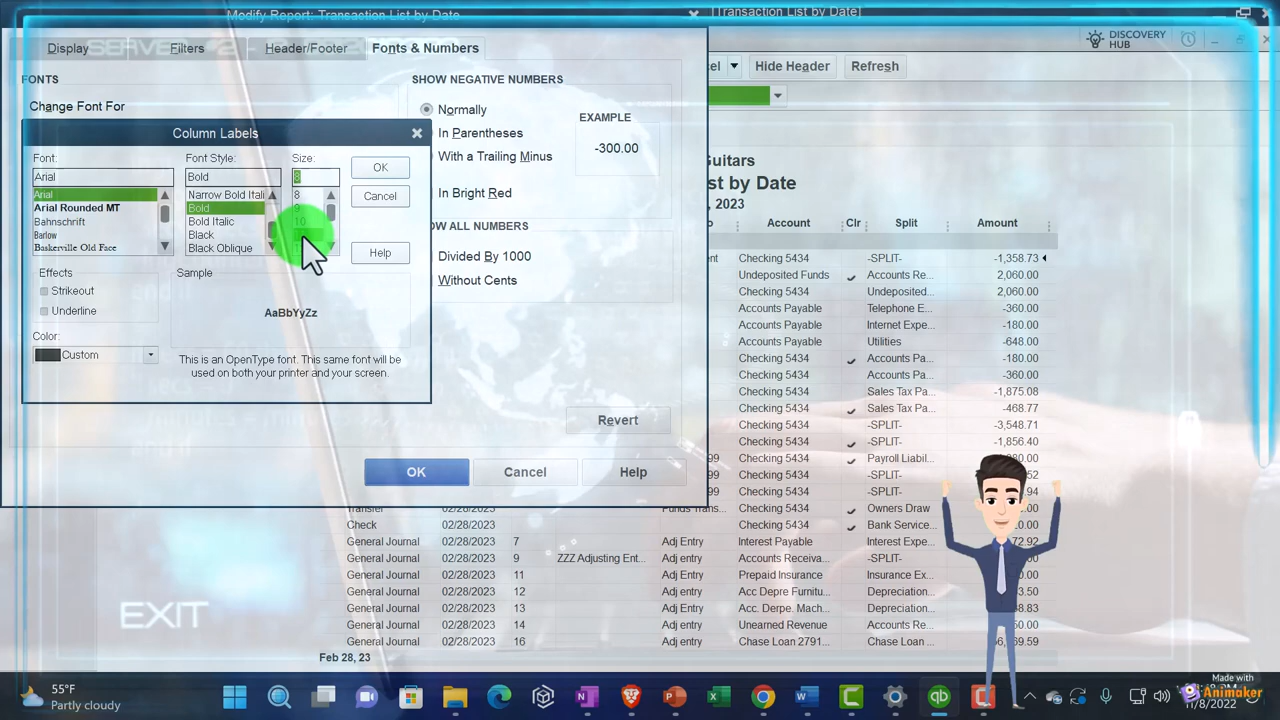 Modify Report: Transaction List by Date
[Transaction List by Date]
DISCOVERY
HUB
Display
Filters
Header/Footer
Fonts & Numbers
Hide Header
Refresh
FONTS
Change Font For
SHOW NEGATIVE NUMBERS
Normally
In Parentheses
With a Trailing Minus
In Bright Red
EXAMPLE
-300.00
Divided By 1000
Without Cents
Column Labels
Font:
Font Style:
Size:
Arial
Bold
8
OK
Arial
Narrow Bold Itali
8
Cancel
Arial Rounded MT
Bold
9
Bahnschrift
Bold Italic
10
Barlow
Black
Baskerville Old Face
Black Oblique
Help
Effects
Sample
Strikeout
Underline
AaBbYyZz
Color:
Custom
This is an OpenType font. This same font will be
used on both your printer and your screen.
Revert
OK
Cancel
Help
Guitars
by Date
, 2023
Account Clr Split Amount
Checking 5434 -SPLIT- -1,358.73
Undeposited Funds Accounts Re... 2,060.00
Checking 5434 Undeposited... 2,060.00
Accounts Payable Telephone E... -360.00
Accounts Payable Internet Expe... -180.00
Accounts Payable Utilities -648.00
Checking 5434 Accounts Pa... -180.00
Checking 5434 Accounts Pa... -360.00
Checking 5434 Sales Tax Pa... -1,875.08
Checking 5434 Sales Tax Pa... -468.77
Checking 5434 -SPLIT- -3,548.71
Checking 5434 -SPLIT- -1,856.40
Checking 5434 Payroll Liabil...
Checking 5434 -SPLIT-
Checking 5434 -SPLIT-
Transfer 02/28/2023 Funds Trans... Checking 5434 Owners Draw
Check 02/28/2023 Checking 5434 Bank Service...
General Journal 02/28/2023 7 Adj Entry Interest Payable Interest Expe...
General Journal 02/28/2023 9 ZZZ Adjusting Ent... Adj entry Accounts Receiva... -SPLIT-
General Journal 02/28/2023 11 Adj Entry Prepaid Insurance Insurance Ex...
General Journal 02/28/2023 12 Adj Entry Acc Depre Furnitu... Depreciation...
General Journal 02/28/2023 13 Adj Entry Acc. Derpe. Mach... Depreciation...
General Journal 02/28/2023 14 Adj entry Unearned Revenue Accounts Re...
General Journal 02/28/2023 16 Adj entry Chase Loan 2791... Chase Loan ...
Feb 28, 23
EXIT
55°F
Partly cloudy
11/8/2022
Made with
Animaker